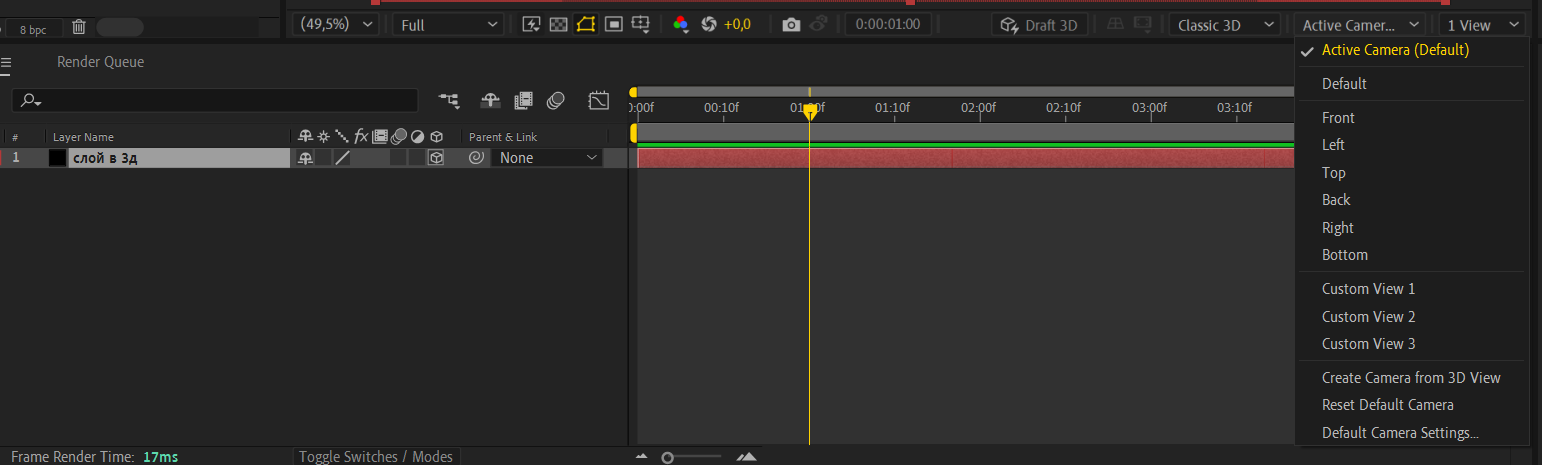 8 bpc
(49,5%)
Full
+0,0
0:00:01:00
Draft 3D
Classic 3D
Active Camer...
1 View
Render Queue
0:00f
00:10f
01:00f
01:10f
02:00f
02:10f
03:00f
03:10f
#
Layer Name
fx
Parent & Link
1
слой в 3д
None
Active Camera (Default)
Default
Front
Left
Top
Back
Right
Bottom
Custom View 1
Custom View 2
Custom View 3
Create Camera from 3D View
Reset Default Camera
Default Camera Settings...
Frame Render Time: 17ms
Toggle Switches / Modes